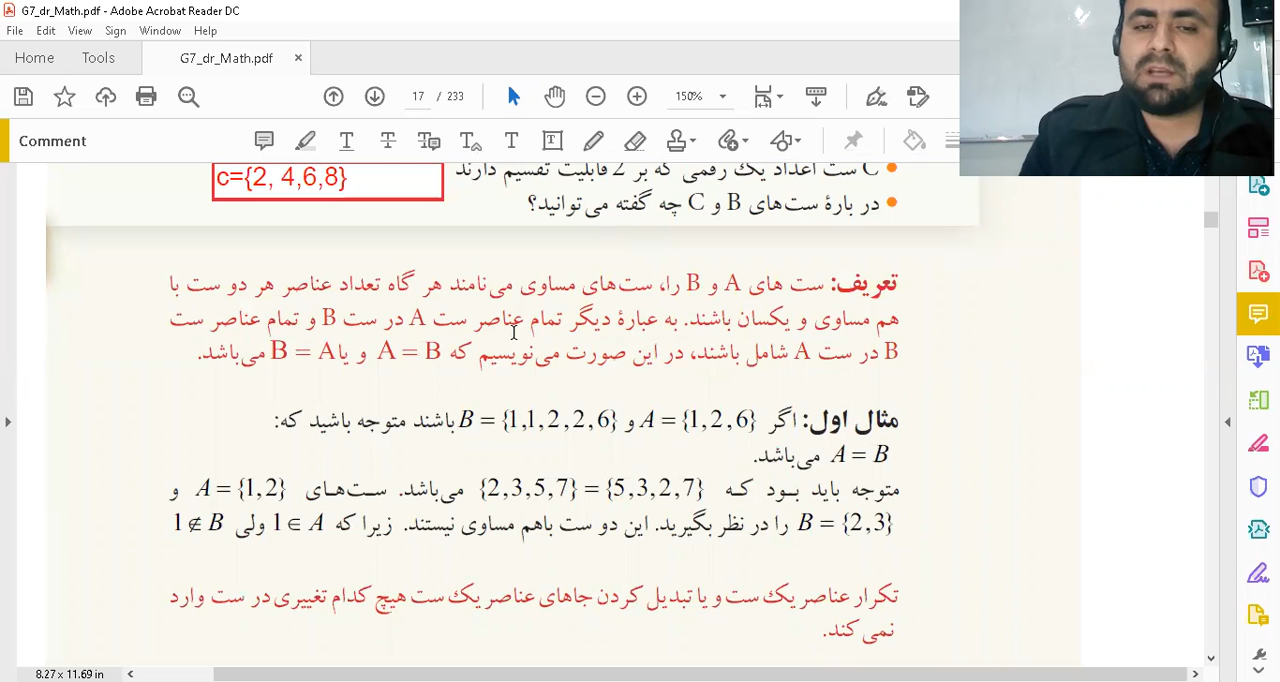 G7_dr_Math.pdf - Adobe Acrobat Reader DC
File Edit View Sign Window Help
Home Tools G7_dr_Math.pdf ×
17 / 233 150%
Comment
C ست اعداد یک رقمی که بر 2 قابلیت تقسیم دارند
c={2, 4,6,8}
در بارهٔ ست‌های B و C چه گفته می‌توانید؟
تعریف: ست های A و B را، ست‌های مساوی می‌نامند هر گاه تعداد عناصر هر دو ست با
هم مساوی و یکسان باشند. به عبارهٔ دیگر تمام عناصر ست A در ست B و تمام عناصر ست
B در ست A شامل باشند، در این صورت می‌نویسیم که A = B و یا B = A می‌باشد.
مثال اول: اگر A = {1,2,6} و B = {1,1,2,2,6} باشند متوجه باشید که:
A = B می‌باشد.
متوجه باید بود که {2,3,5,7} = {5,3,2,7} می‌باشد. ست‌های A = {1,2} و
B = {2,3} را در نظر بگیرید. این دو ست باهم مساوی نیستند. زیرا که 1 ∈ A ولی 1 ∉ B
تکرار عناصر یک ست و یا تبدیل کردن جاهای عناصر یک ست هیچ کدام تغییری در ست وارد
نمی‌کند.
8.27 x 11.69 in